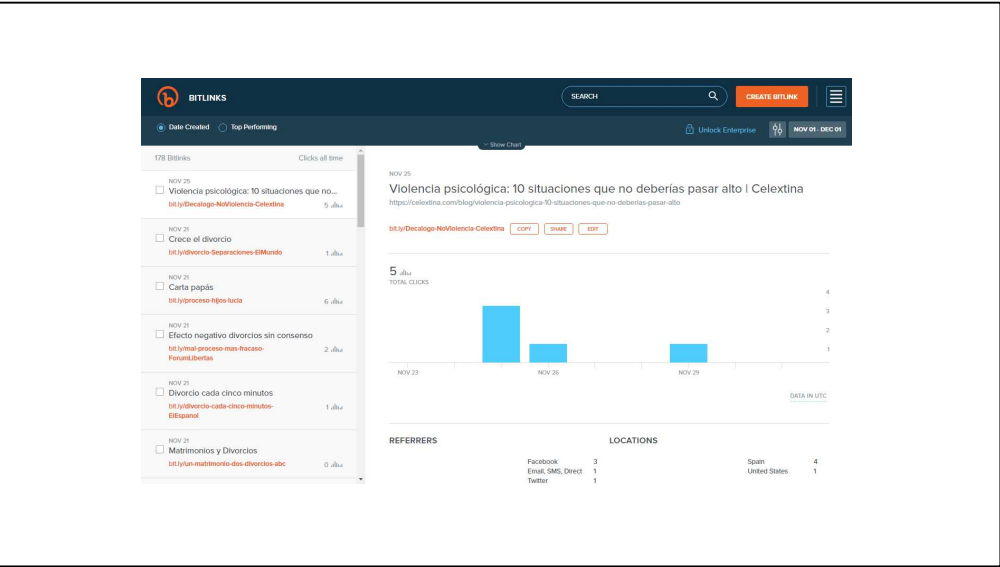 BITLINKS
SEARCH
CREATE BITLINK
Date Created
Top Performing
Unlock Enterprise
NOV 01 - DEC 01
Show Chart
178 Bitlinks
Clicks all time
NOV 25
Violencia psicológica: 10 situaciones que no...
bit.ly/Decalogo-NoViolencia-Celextina
5
NOV 21
Crece el divorcio
bit.ly/divorcio-Separaciones-ElMundo
1
NOV 21
Carta papás
bit.ly/proceso-hijos-lucia
6
NOV 21
Efecto negativo divorcios sin consenso
bit.ly/mal-proceso-mas-fracaso-
ForumLibertas
2
NOV 21
Divorcio cada cinco minutos
bit.ly/divorcio-cada-cinco-minutos-
ElEspanol
1
NOV 21
Matrimonios y Divorcios
bit.ly/un-matrimonio-dos-divorcios-abc
0
NOV 25
Violencia psicológica: 10 situaciones que no deberías pasar alto | Celextina
https://celextina.com/blog/violencia-psicologica-10-situaciones-que-no-deberias-pasar-alto
bit.ly/Decalogo-NoViolencia-Celextina
COPY
SHARE
EDIT
5
TOTAL CLICKS
4
3
2
1
NOV 23
NOV 26
NOV 29
DATA IN UTC
REFERRERS
Facebook 3
Email, SMS, Direct 1
Twitter 1
LOCATIONS
Spain 4
United States 1